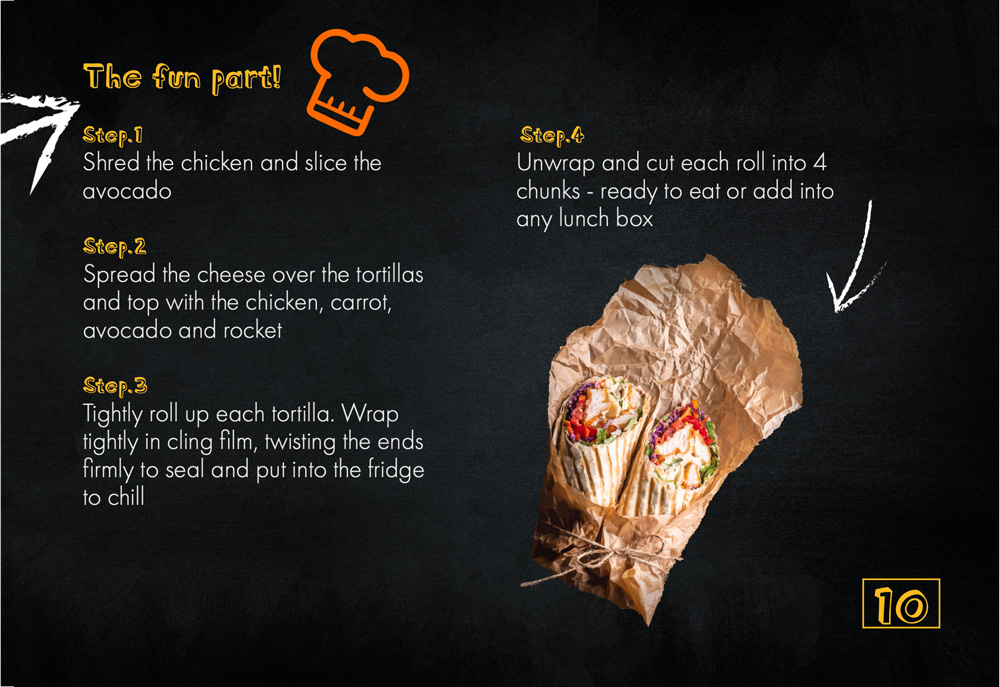 The fun part!
Step.1
Shred the chicken and slice the
avocado
Step.2
Spread the cheese over the tortillas
and top with the chicken, carrot,
avocado and rocket
Step.3
Tightly roll up each tortilla. Wrap
tightly in cling film, twisting the ends
firmly to seal and put into the fridge
to chill
Step.4
Unwrap and cut each roll into 4
chunks - ready to eat or add into
any lunch box
10